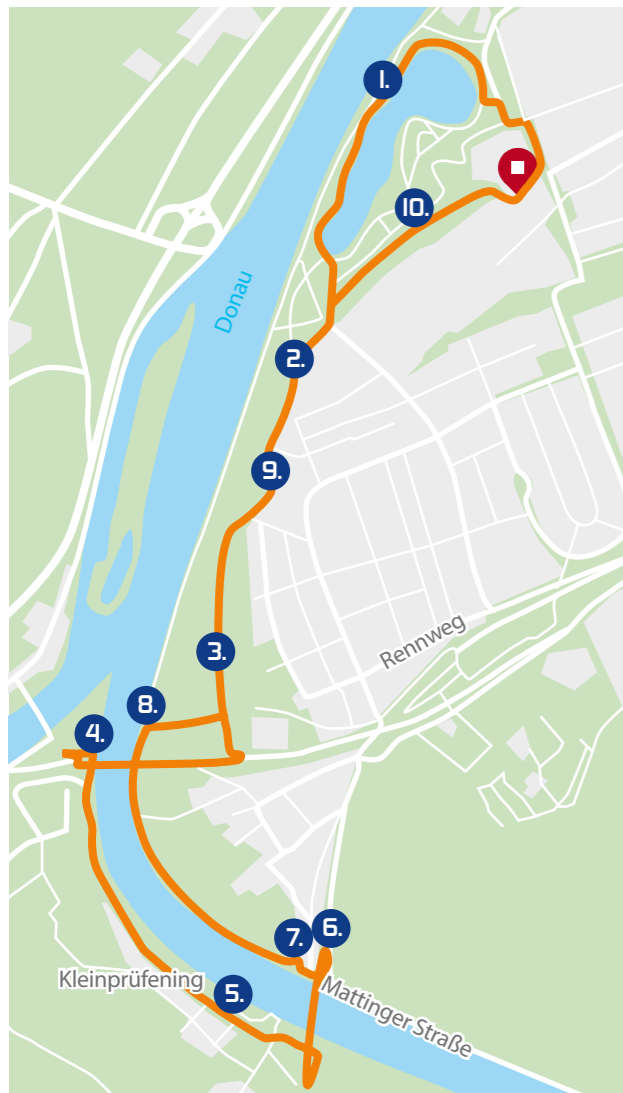 1.
10.
Donau
2.
9.
Rennweg
3.
8.
4.
6.
7.
Kleinprüfening
5.
Mattinger Straße